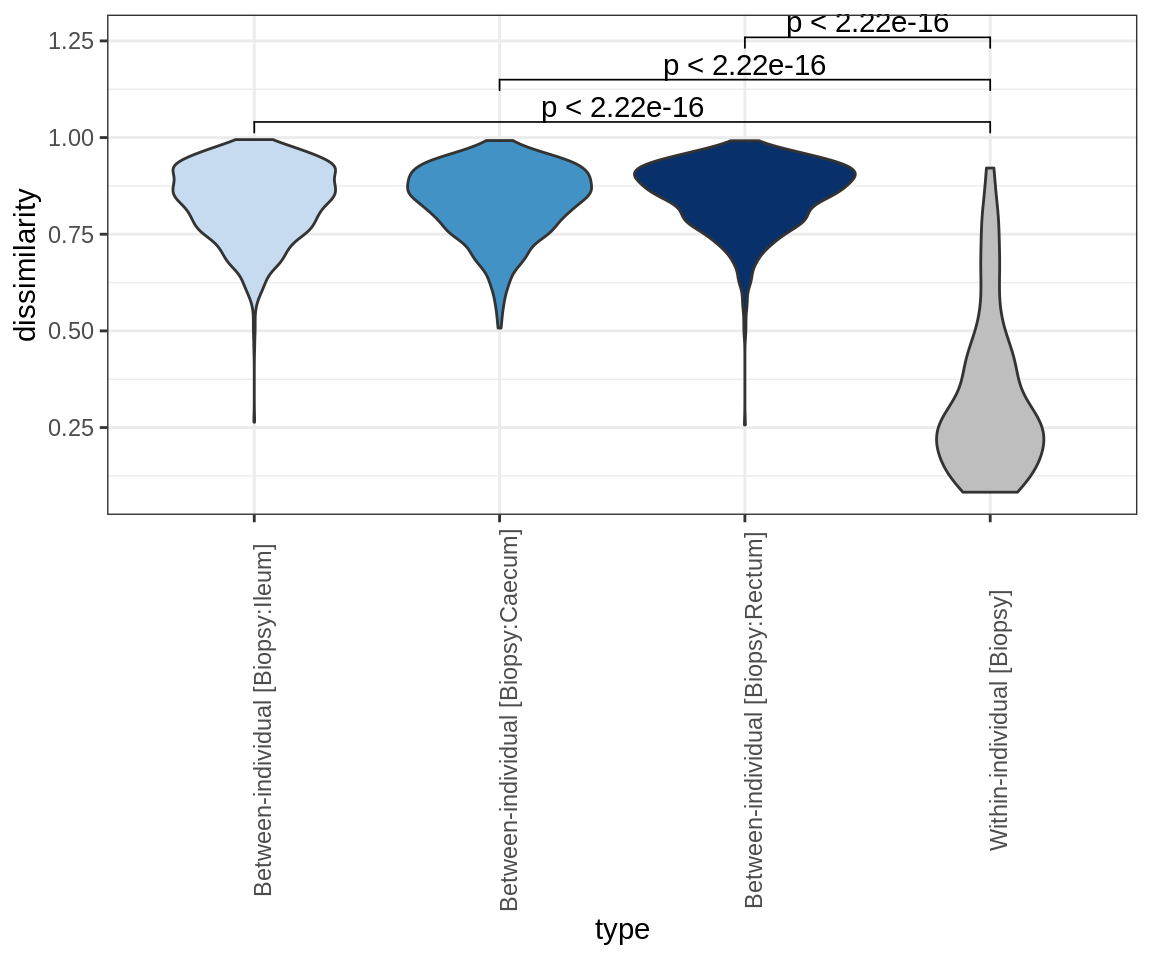 p < 2.22e-16
p < 2.22e-16
p < 2.22e-16
1.25
1.00
0.75
0.50
0.25
dissimilarity
Between-individual [Biopsy:Ileum]
Between-individual [Biopsy:Caecum]
Between-individual [Biopsy:Rectum]
Within-individual [Biopsy]
type